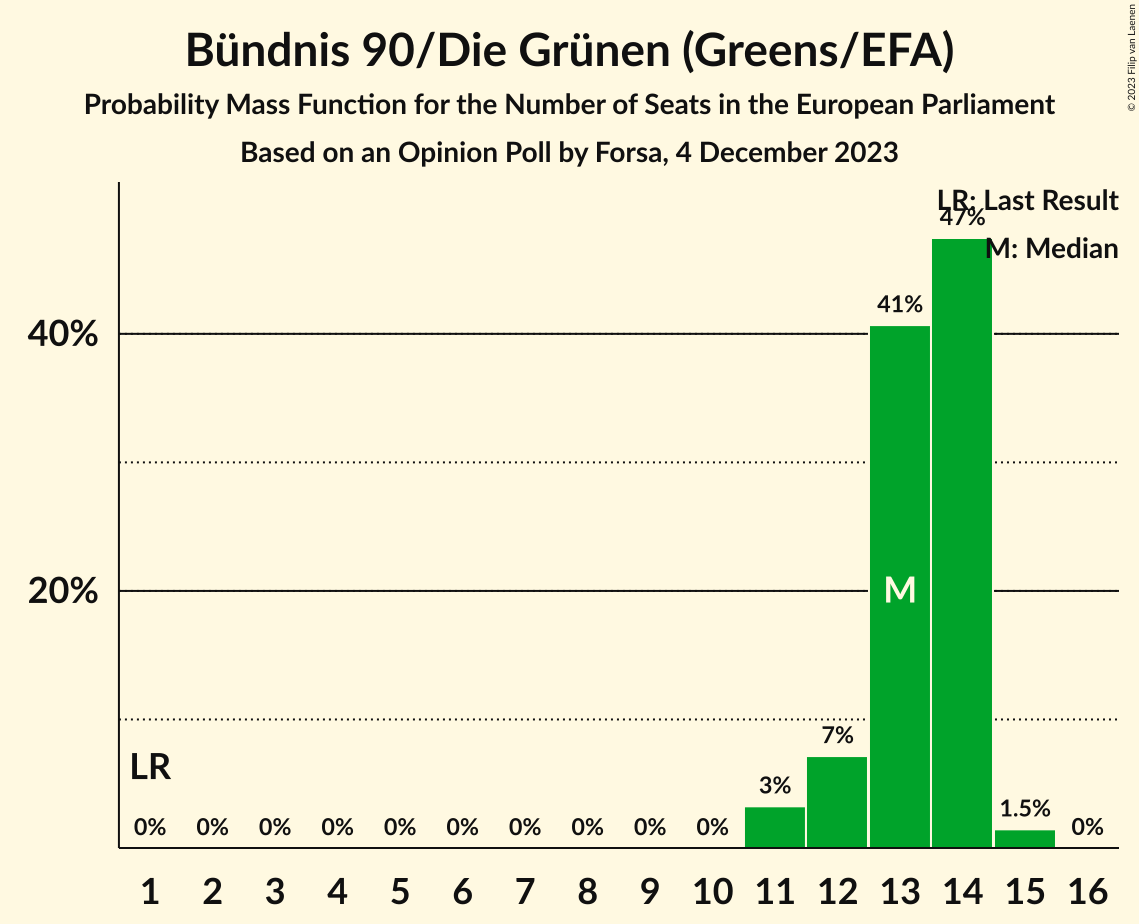 Bündnis 90/Die Grünen (Greens/EFA)
Probability Mass Function for the Number of Seats in the European Parliament
Based on an Opinion Poll by Forsa, 4 December 2023
© 2023 Filip van Laenen
LR: Last Result
M: Median
47%
41%
40%
20%
M
7%
LR
3%
1.5%
0% 0% 0% 0% 0% 0% 0% 0% 0% 0% 0%
1 2 3 4 5 6 7 8 9 10 11 12 13 14 15 16